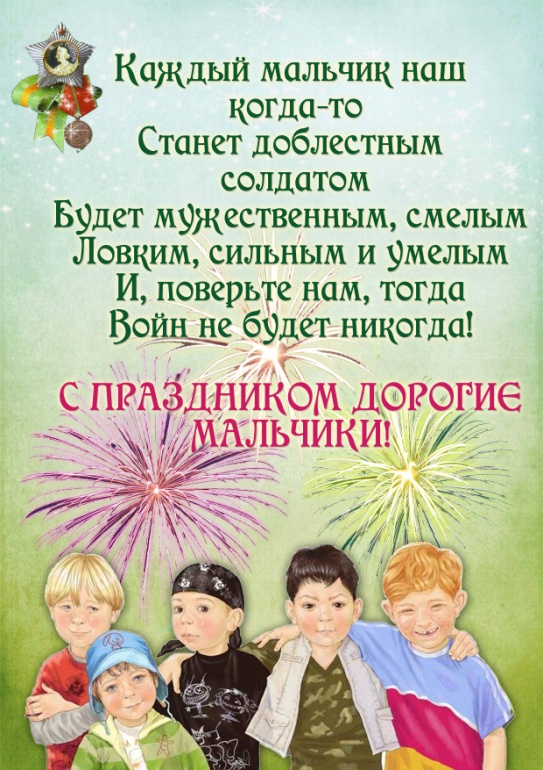 Каждый мальчик наш
когда-то
Станет доблестным
солдатом
Будет мужественным, смелым
Ловким, сильным и умелым
И, поверьте нам, тогда
Войн не будет никогда!
С ПРАЗДНИКОМ ДОРОГИЕ
МАЛЬЧИКИ!